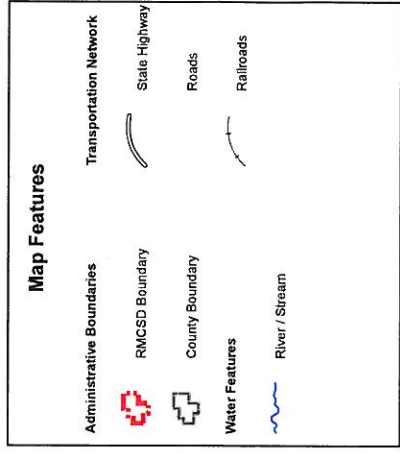 Map Features
Administrative Boundaries
RMCSD Boundary
County Boundary
Water Features
River / Stream
Transportation Network
State Highway
Roads
Railroads